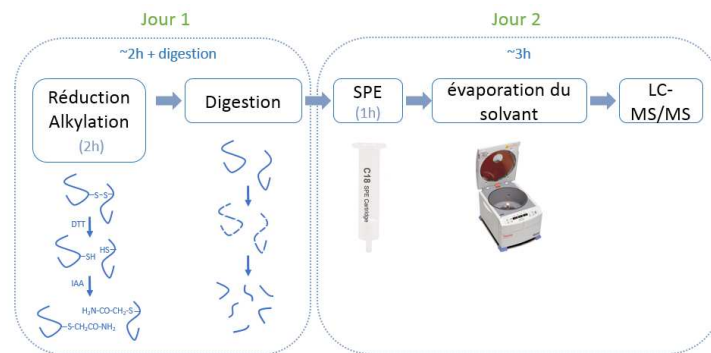 Jour 1
Jour 2
~2h + digestion
~3h
Réduction
Alkylation
(2h)
Digestion
SPE
(1h)
évaporation du
solvant
LC-
MS/MS
-S-S-
DTT
-SH
HS-
IAA
H₂N-CO-CH₂-S-
-S-CH₂CO-NH₂
C18
SPE Cartridge